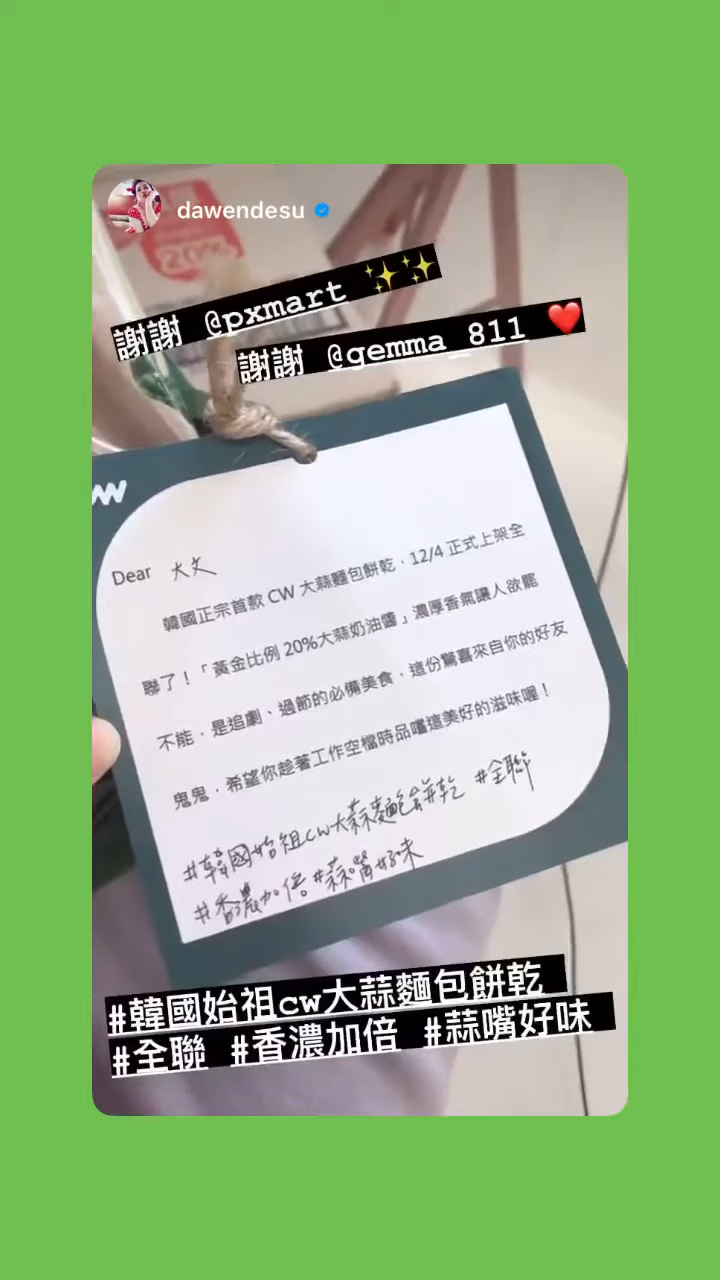 dawendesu
20%
謝謝 @pxmart ✨✨
謝謝 @gemma_811 ❤️
CW
Dear 大文
韓國正宗首款 CW 大蒜麵包餅乾，12/4 正式上架全
聯了！「黃金比例 20%大蒜奶油醬」濃厚香氣讓人欲罷
不能，是追劇、過節的必備美食，這份驚喜來自你的好友
鬼鬼，希望你趁著工作空檔時品嚐這美好的滋味喔！
#韓國始祖CW大蒜麵包餅乾 #全聯
#香濃加倍 #蒜嘴好味
#韓國始祖cw大蒜麵包餅乾
#全聯 #香濃加倍 #蒜嘴好味